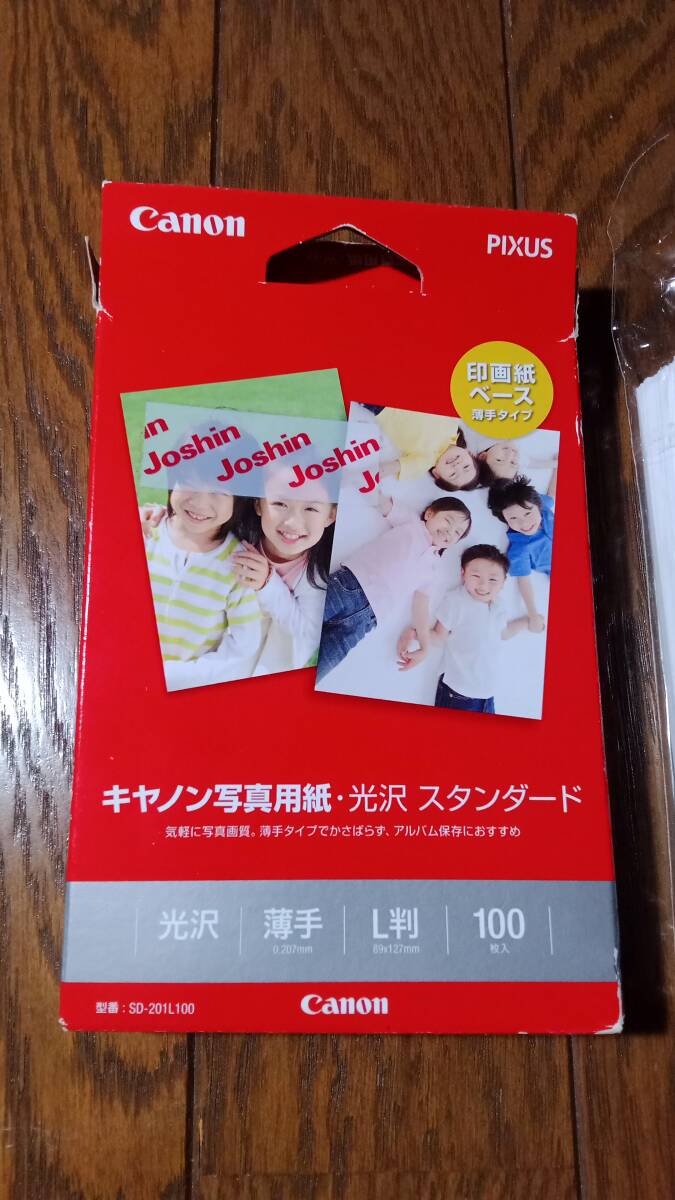 Canon
PIXUS
印画紙
ベース
薄手タイプ
in
Joshin
Joshin
Joshin
Jo
キヤノン写真用紙・光沢 スタンダード
気軽に写真画質。薄手タイプでかさばらず、アルバム保存におすすめ
光沢 薄手 L判 100
0.207mm 89x127mm 枚入
型番:SD-201L100 Canon